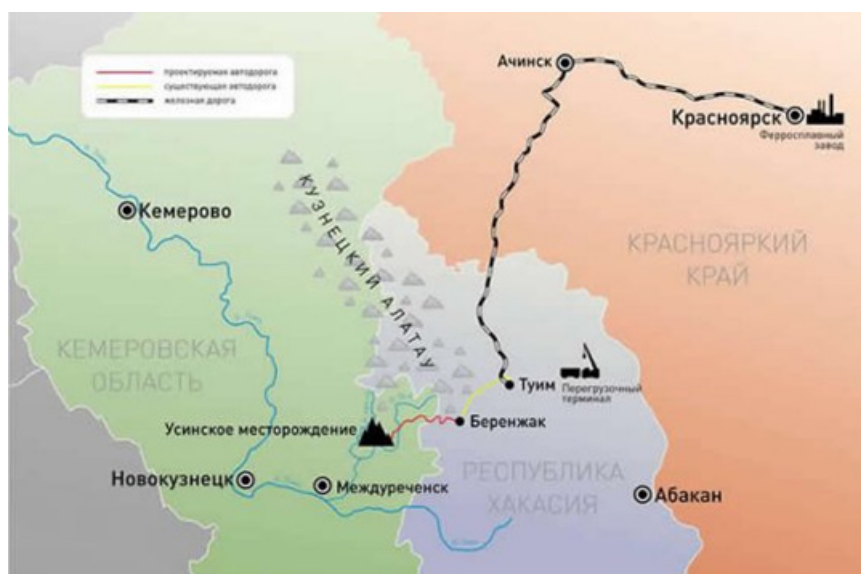 проектируемая автодорога
существующая автодорога
железная дорога
Ачинск
Красноярск
Ферросплавный
завод
Кемерово
КУЗНЕЦКИЙ АЛАТАУ
КРАСНОЯРКИЙ
КРАЙ
КЕМЕРОВСКАЯ
ОБЛАСТЬ
Туим
Перегрузочный
терминал
Усинское месторождение
Беренжак
Новокузнецк
Междуреченск
РЕСПУБЛИКА
ХАКАСИЯ
Абакан